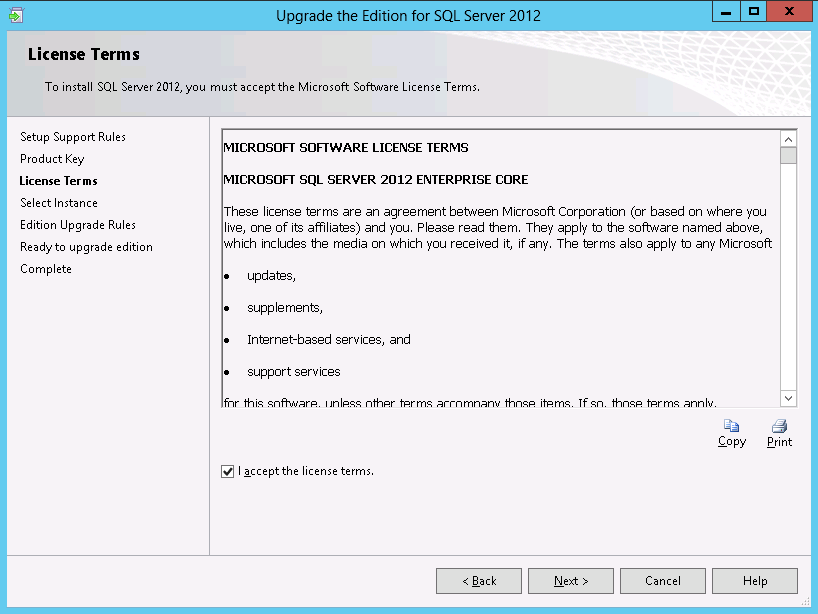 Upgrade the Edition for SQL Server 2012
License Terms
To install SQL Server 2012, you must accept the Microsoft Software License Terms.
Setup Support Rules
Product Key
License Terms
Select Instance
Edition Upgrade Rules
Ready to upgrade edition
Complete
MICROSOFT SOFTWARE LICENSE TERMS
MICROSOFT SQL SERVER 2012 ENTERPRISE CORE
These license terms are an agreement between Microsoft Corporation (or based on where you
live, one of its affiliates) and you. Please read them. They apply to the software named above,
which includes the media on which you received it, if any. The terms also apply to any Microsoft
• updates,
• supplements,
• Internet-based services, and
• support services
for this software, unless other terms accompany those items. If so, those terms apply.
Copy
Print
I accept the license terms.
< Back
Next >
Cancel
Help